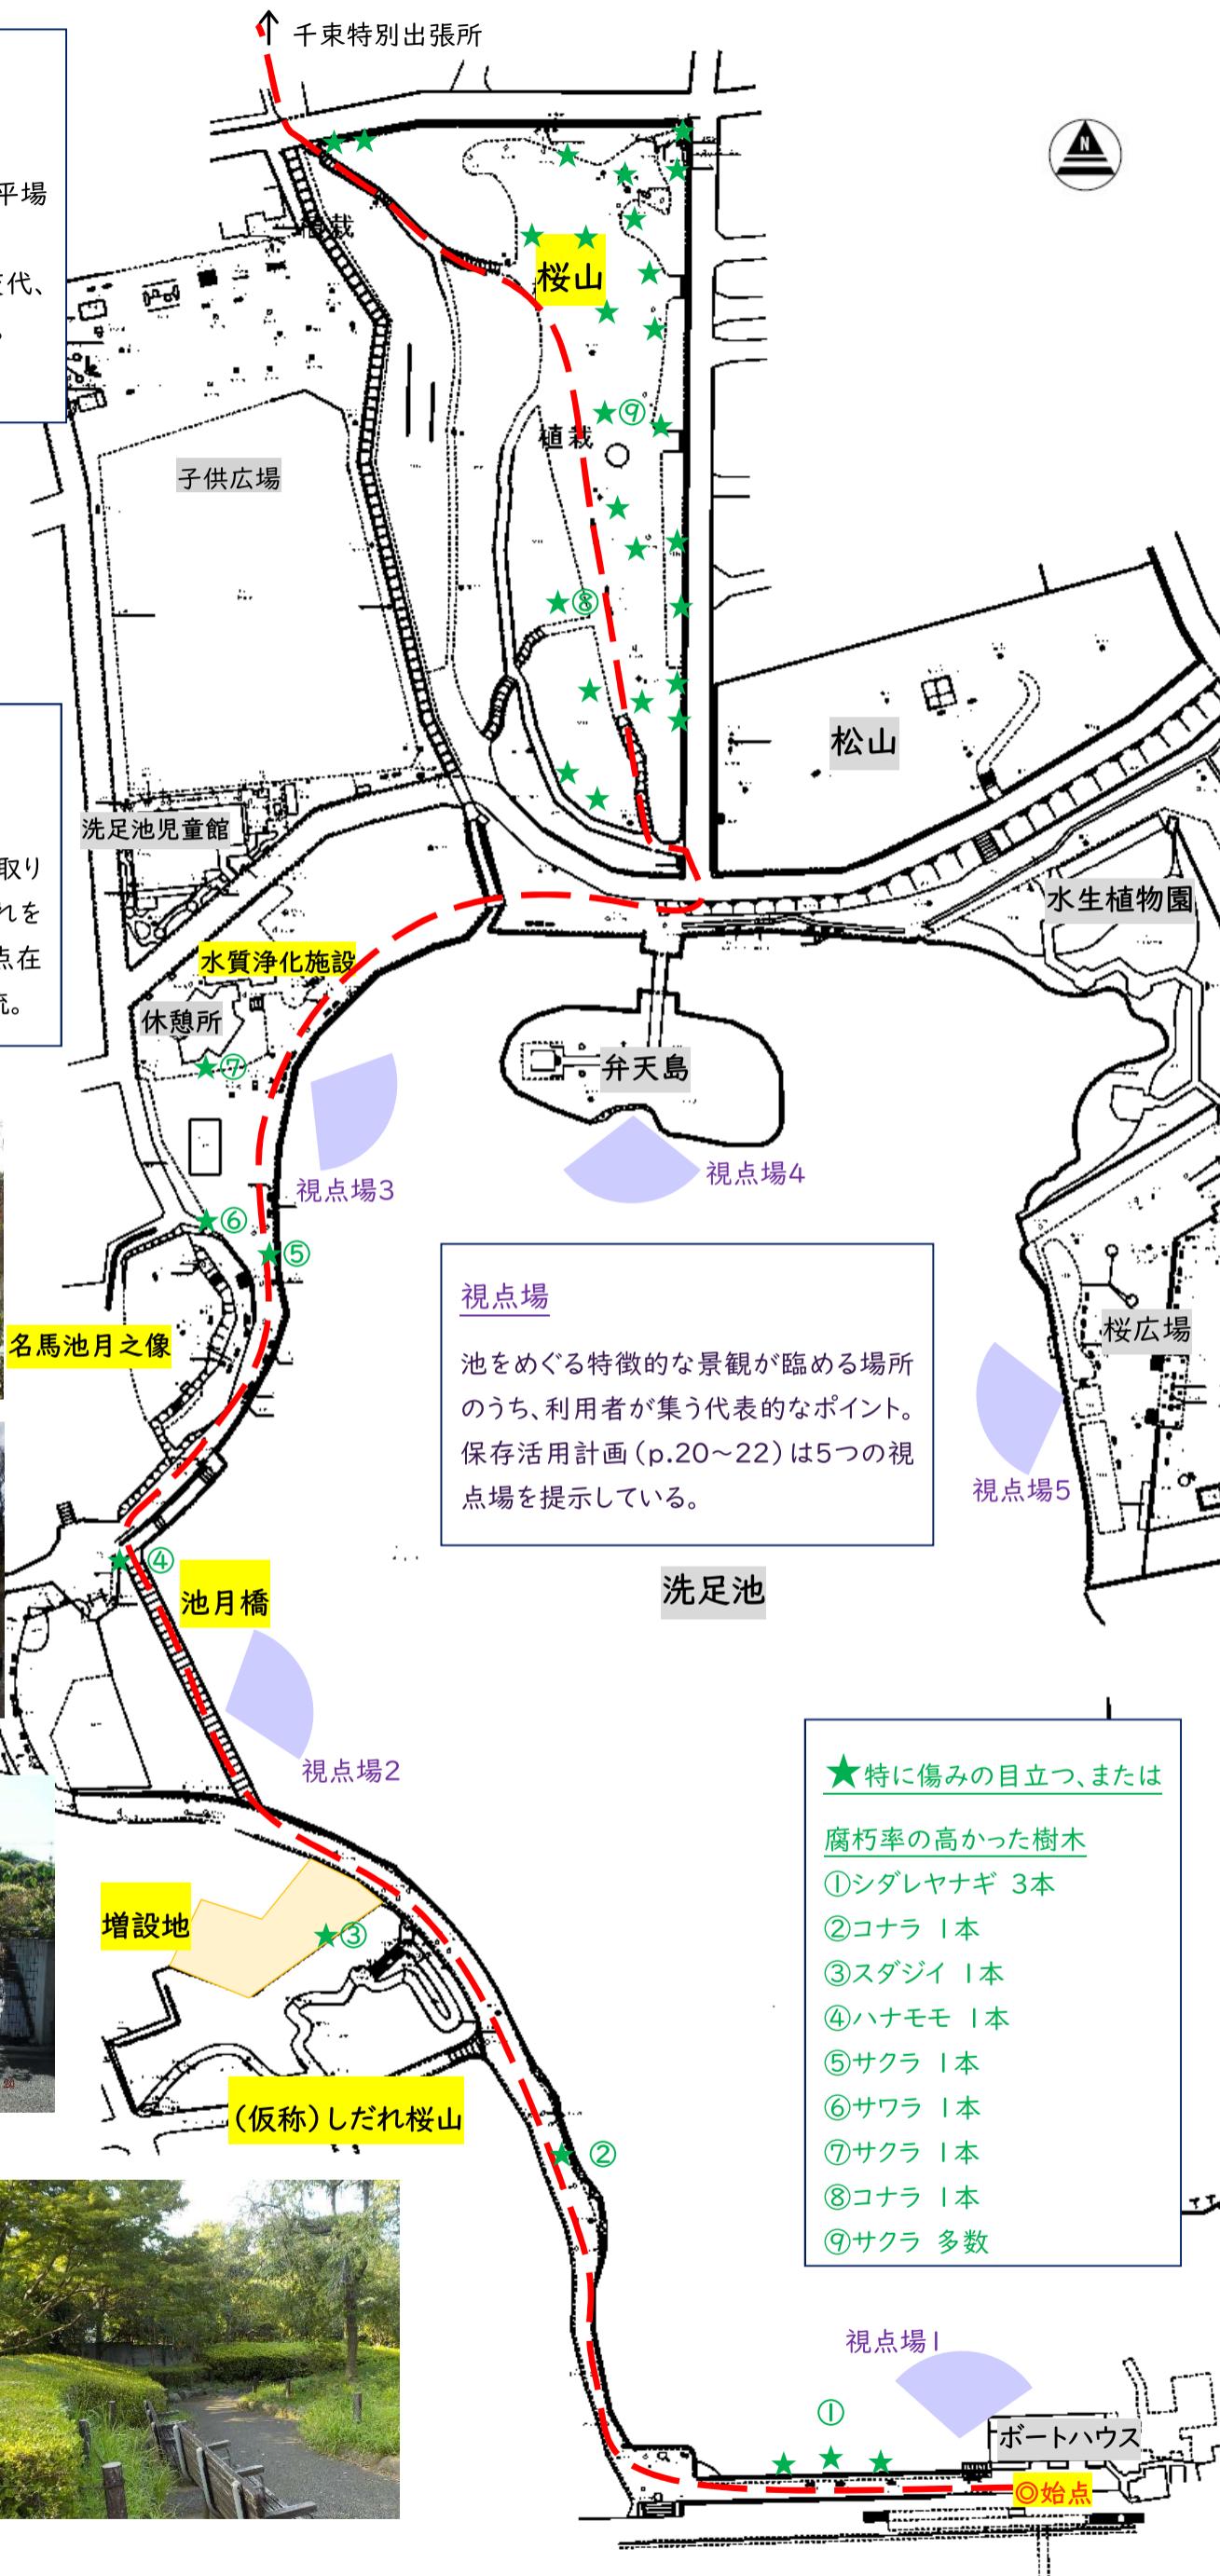 千束特別出張所
N
平場
代、
植栽
桜山
⑨
植栽
子供広場
⑧
松山
洗足池児童館
取り
れを
点在
流。
水生植物園
水質浄化施設
休憩所
⑦
弁天島
視点場3
視点場4
⑥
⑤
名馬池月之像
視点場
池をめぐる特徴的な景観が臨める場所
のうち、利用者が集う代表的なポイント。
保存活用計画(p.20~22)は5つの視
点場を提示している。
桜広場
視点場5
④
池月橋
洗足池
視点場2
★特に傷みの目立つ、または
腐朽率の高かった樹木
①シダレヤナギ 3本
②コナラ 1本
③スダジイ 1本
④ハナモモ 1本
⑤サクラ 1本
⑥サワラ 1本
⑦サクラ 1本
⑧コナラ 1本
⑨サクラ 多数
増設地
③
(仮称)しだれ桜山
②
視点場1
①
ボートハウス
◎始点